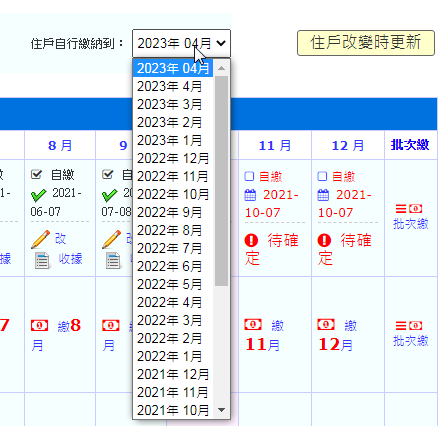 住戶自行繳納到：
2023年 04月
住戶改變時更新
2023年 04月
2023年 4月
2023年 3月
2023年 2月
2023年 1月
2022年 12月
2022年 11月
2022年 10月
2022年 9月
2022年 8月
2022年 7月
2022年 6月
2022年 5月
2022年 4月
2022年 3月
2022年 2月
2022年 1月
2021年 12月
2021年 11月
2021年 10月
8 月
9
11 月
12 月
批次繳
數
1-
收據
自繳
2021-
06-07
改
收據
自
2021-
07-08
改
收據
自繳
2021-
10-07
待確
定
自繳
2021-
10-07
待確
定
批次繳
7
繳8
月
繳
月
繳
11月
繳
12月
批次繳